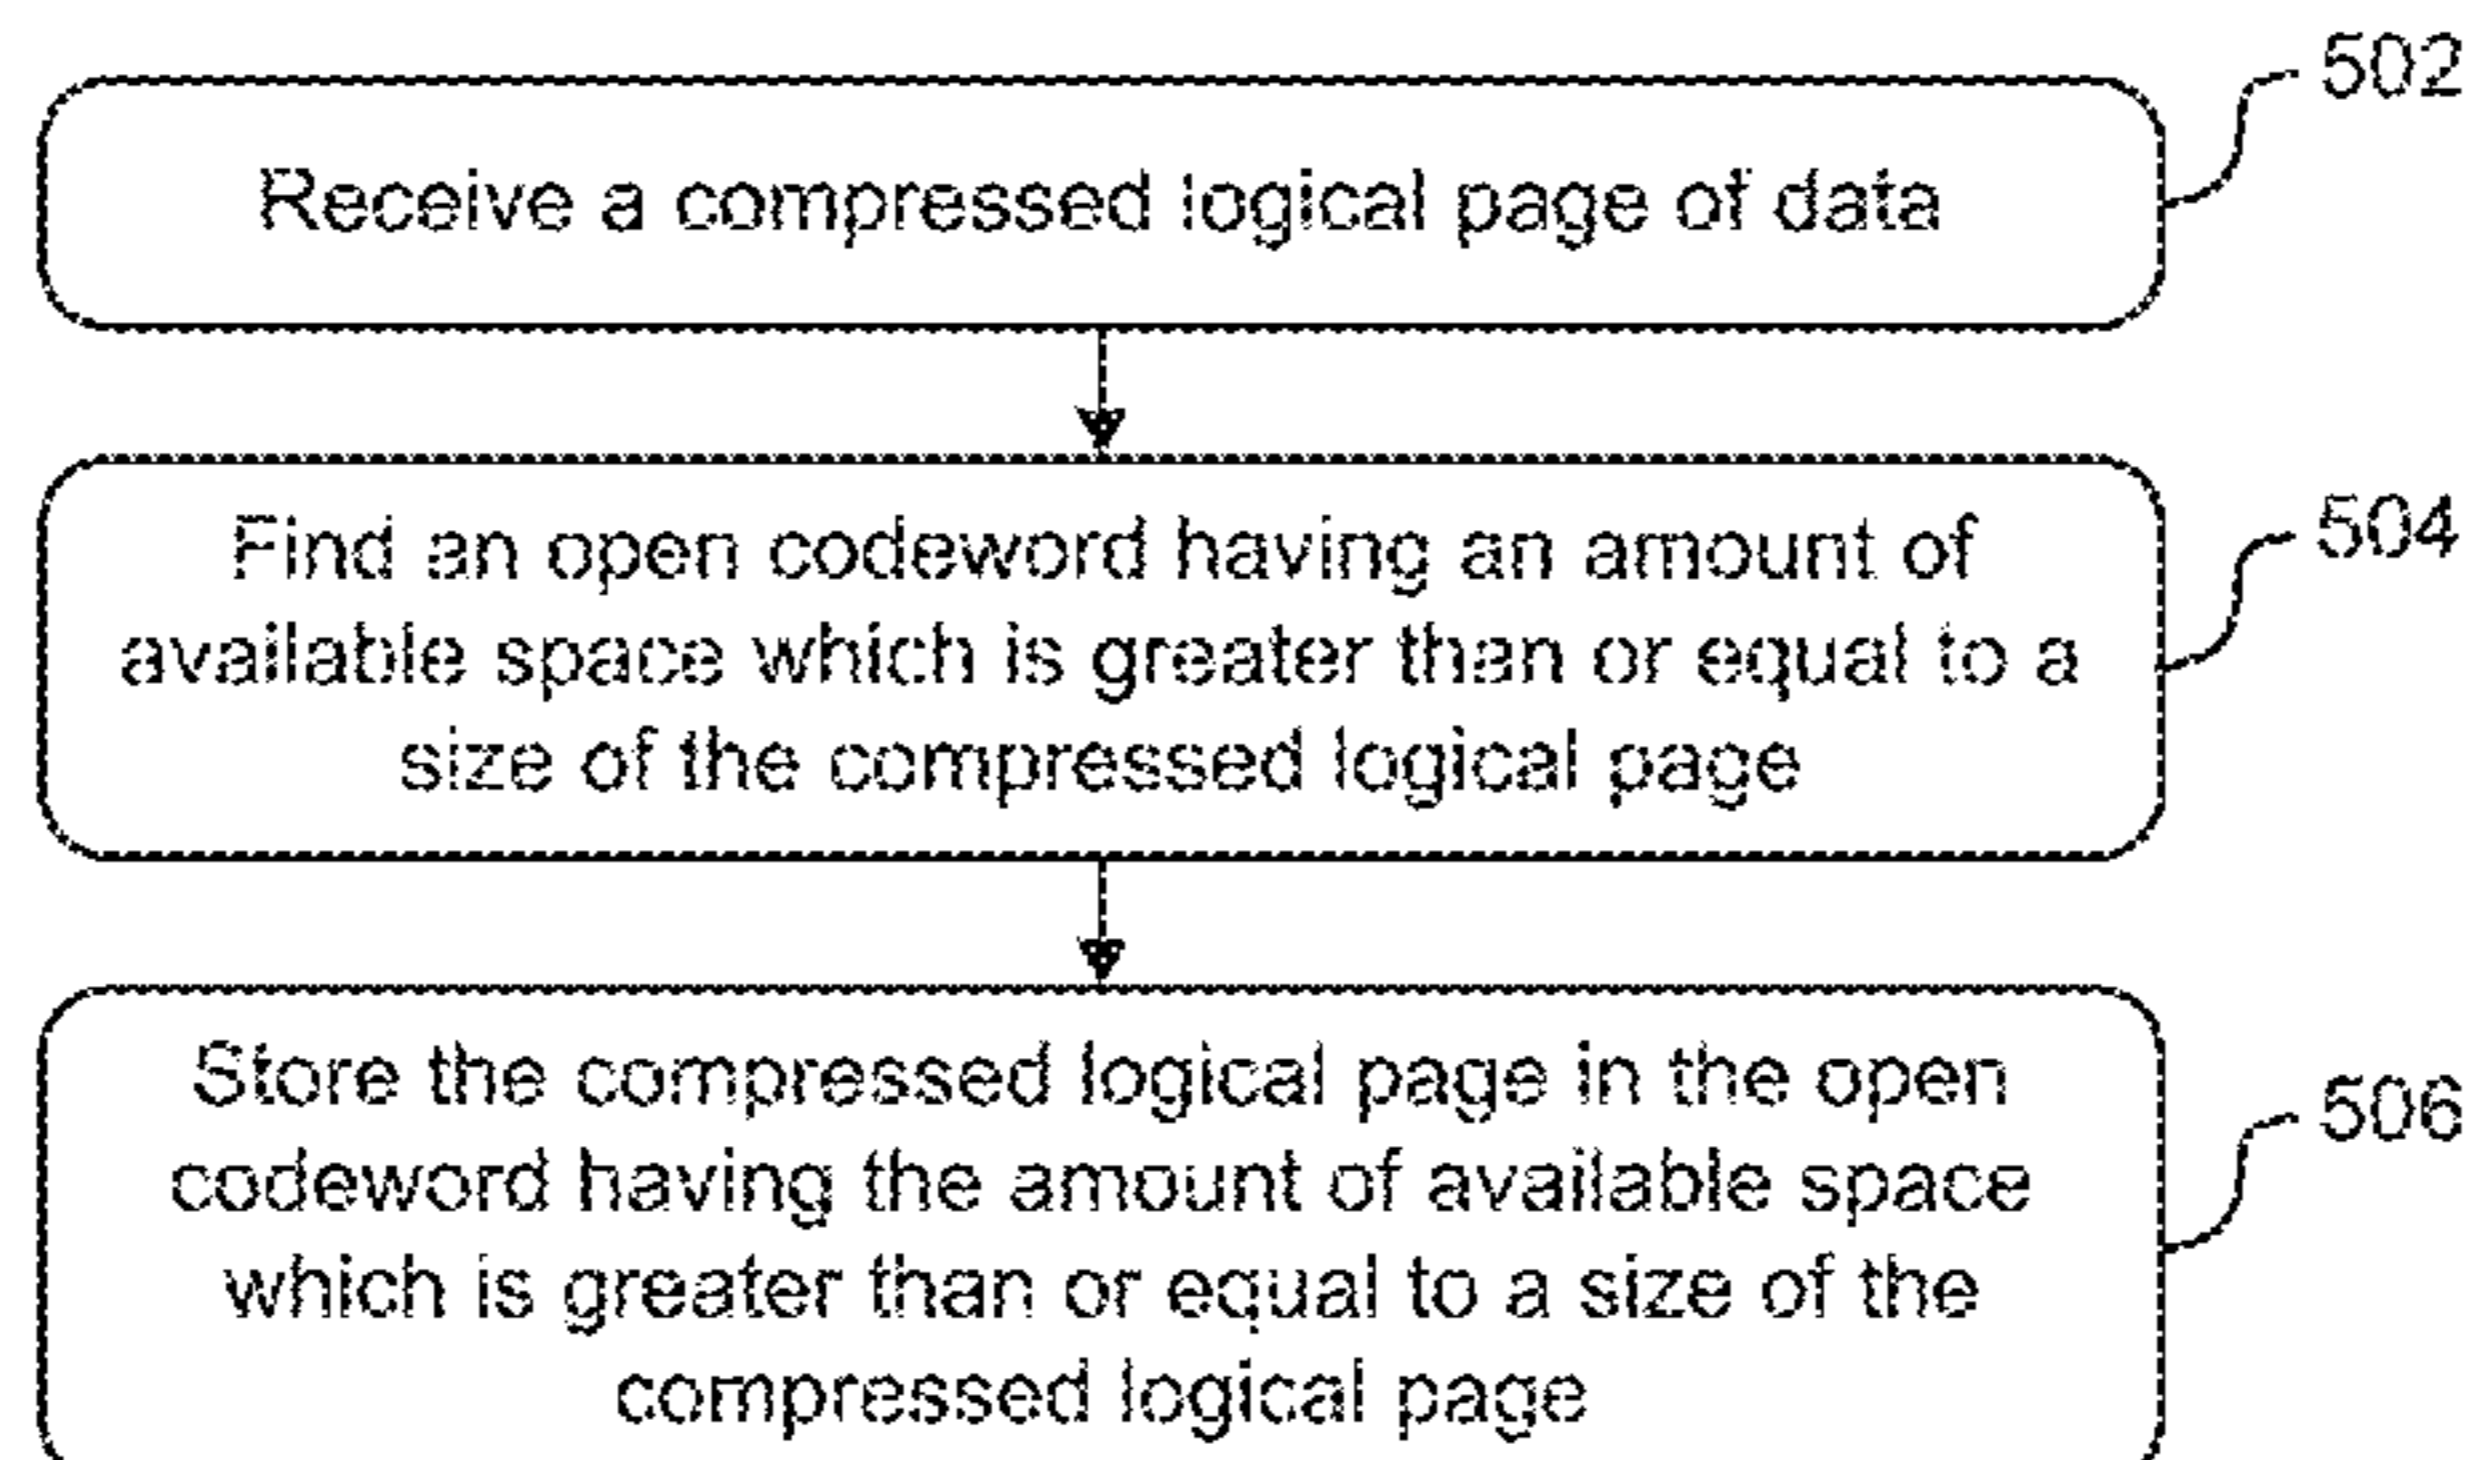 502
Receive a compressed logical page of data
504
Find an open codeword having an amount of
available space which is greater than or equal to a
size of the compressed logical page
506
Store the compressed logical page in the open
codeword having the amount of available space
which is greater than or equal to a size of the
compressed logical page